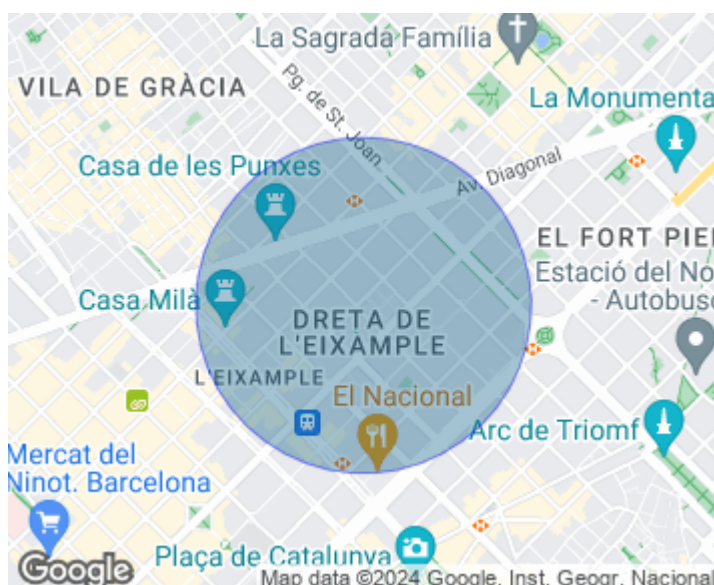 La Sagrada Família
VILA DE GRÀCIA
Pg. de St. Joan
La Monumenta
Casa de les Punxes
Av. Diagonal
EL FORT PIE
Estació del No
- Autobus
Casa Milà
DRETA DE
L'EIXAMPLE
L'EIXAMPLE
El Nacional
Arc de Triomf
Mercat del
Ninot. Barcelona
Plaça de Catalunya
Google
Map data ©2024 Google, Inst. Geogr. Nacional